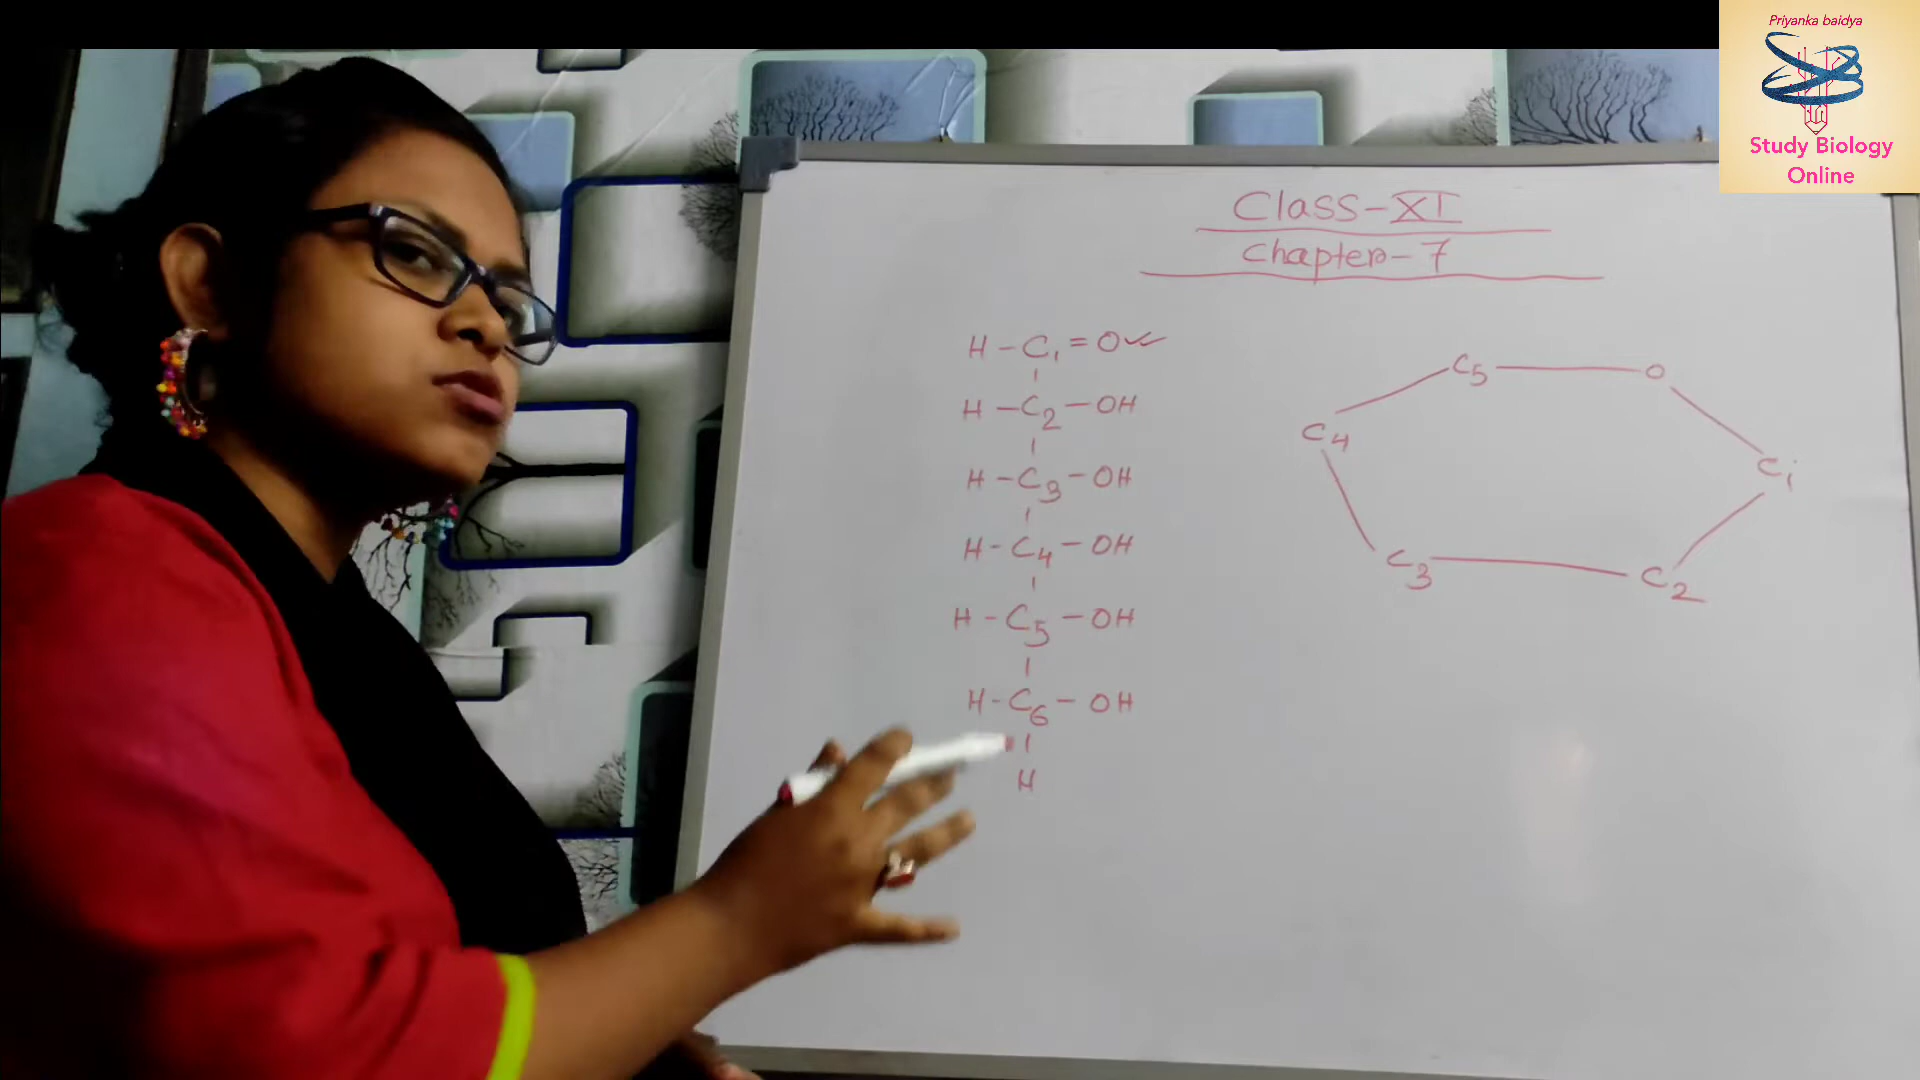 Priyanka baidya
Study Biology
Online
Class-XI
Chapter-7
H-C1=O✓
H-C2-OH
H-C3-OH
H-C4-OH
H-C5-OH
H-C6-OH
H
C5 O
C4 C1
C3 C2